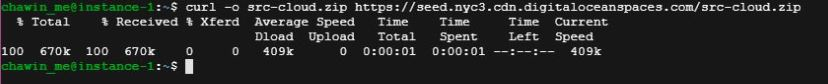 chawin_me@instance-1:~$ curl -o src-cloud.zip https://seed.nyc3.cdn.digitaloceanspaces.com/src-cloud.zip
% Total % Received % Xferd Average Speed Time Time Time Current
Dload Upload Total Spent Left Speed
100 670k 100 670k 0 0 409k 0 0:00:01 0:00:01 --:--:-- 409k
chawin_me@instance-1:~$